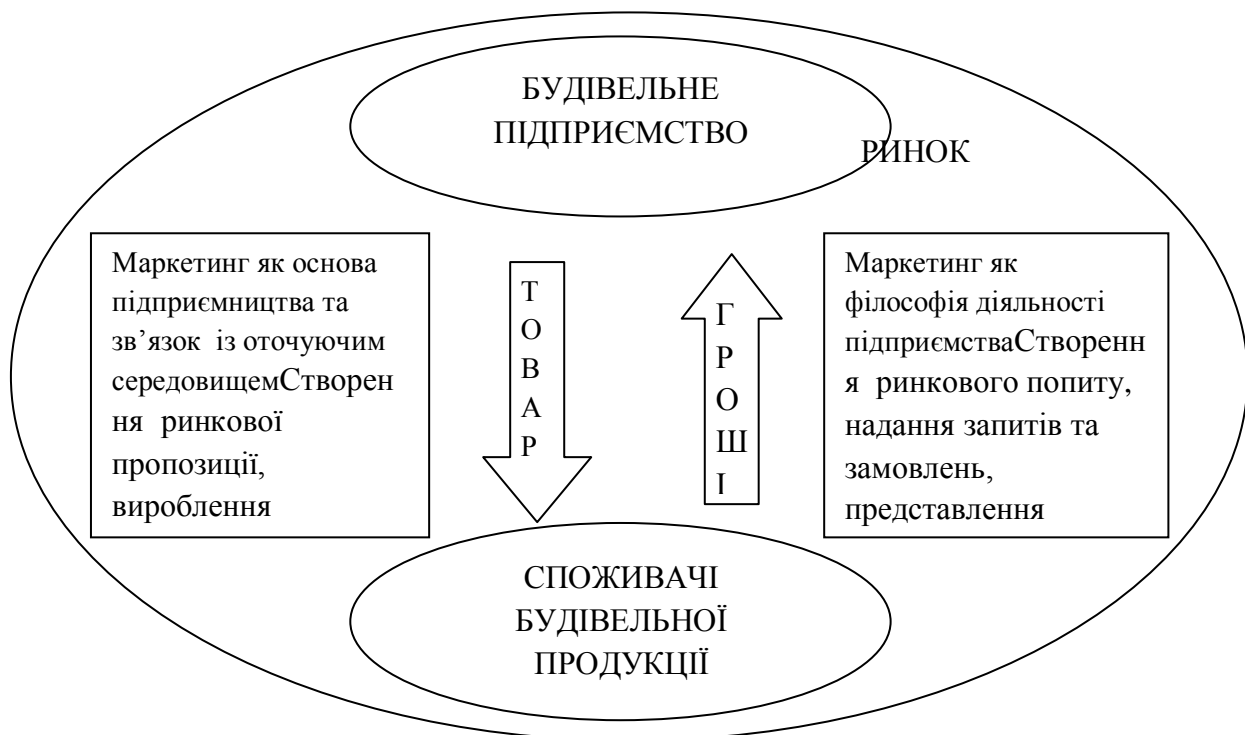 БУДІВЕЛЬНЕ
ПІДПРИЄМСТВО
РИНОК
Маркетинг як основа
підприємництва та
зв’язок із оточуючим
середовищемСтворен
ня ринкової
пропозиції,
вироблення
Т
О
В
А
Р
Г
Р
О
Ш
І
Маркетинг як
філософія діяльності
підприємстваСтворенн
я ринкового попиту,
надання запитів та
замовлень,
представлення
СПОЖИВАЧІ
БУДІВЕЛЬНОЇ
ПРОДУКЦІЇ